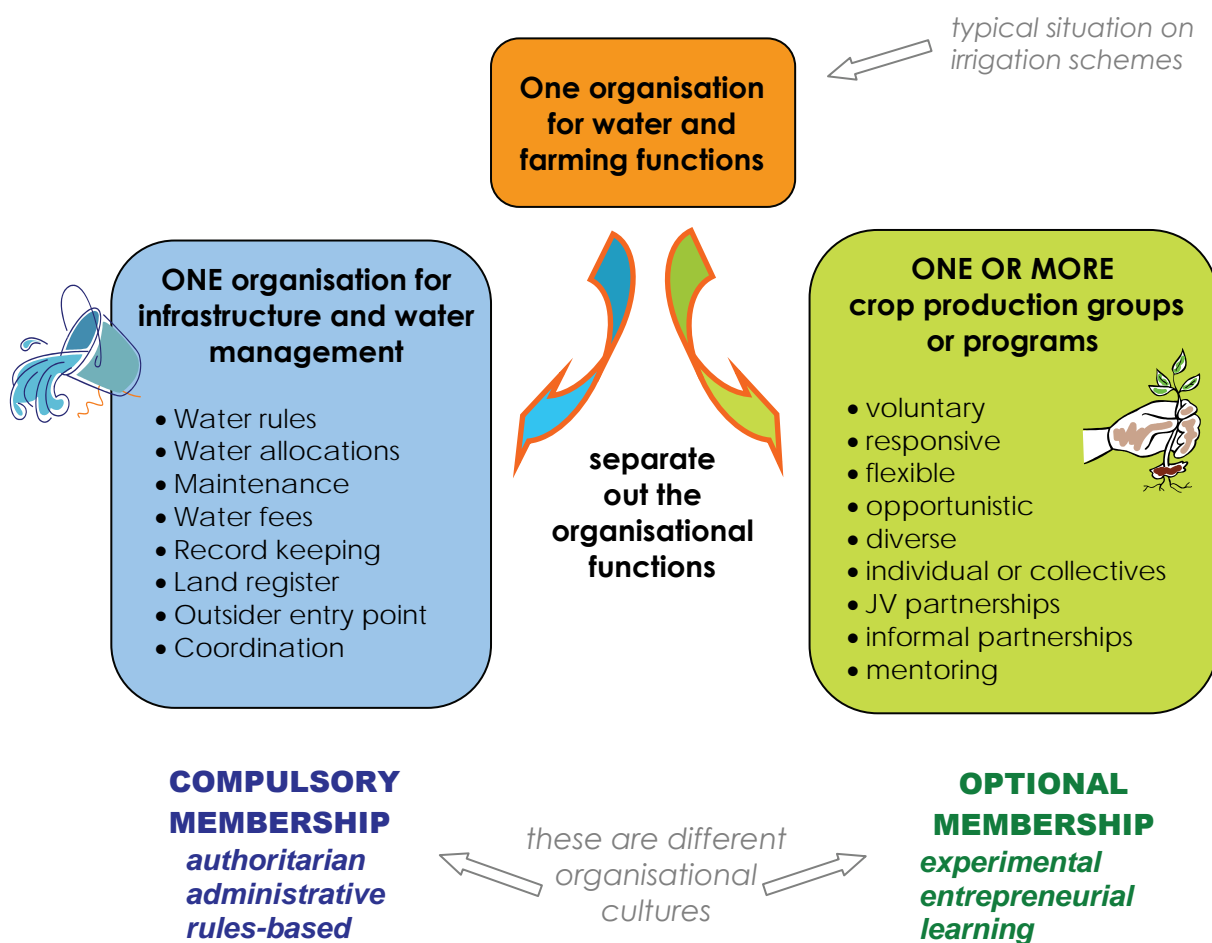 typical situation on
irrigation schemes
One organisation
for water and
farming functions
ONE organisation for
infrastructure and water
management
• Water rules
• Water allocations
• Maintenance
• Water fees
• Record keeping
• Land register
• Outsider entry point
• Coordination
separate
out the
organisational
functions
ONE OR MORE
crop production groups
or programs
• voluntary
• responsive
• flexible
• opportunistic
• diverse
• individual or collectives
• JV partnerships
• informal partnerships
• mentoring
COMPULSORY
MEMBERSHIP
authoritarian
administrative
rules-based
these are different
organisational
cultures
OPTIONAL
MEMBERSHIP
experimental
entrepreneurial
learning